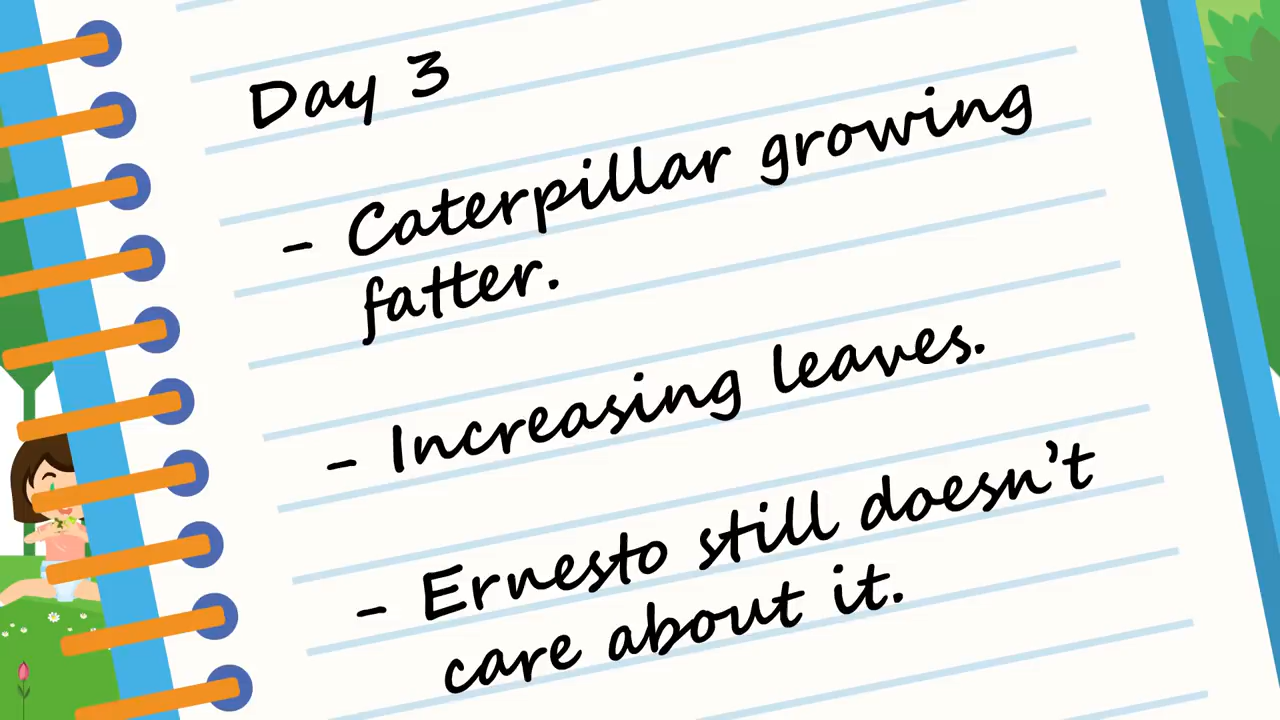 Day 3
- Caterpillar growing
fatter.
- Increasing leaves.
- Ernesto still doesn't
care about it.